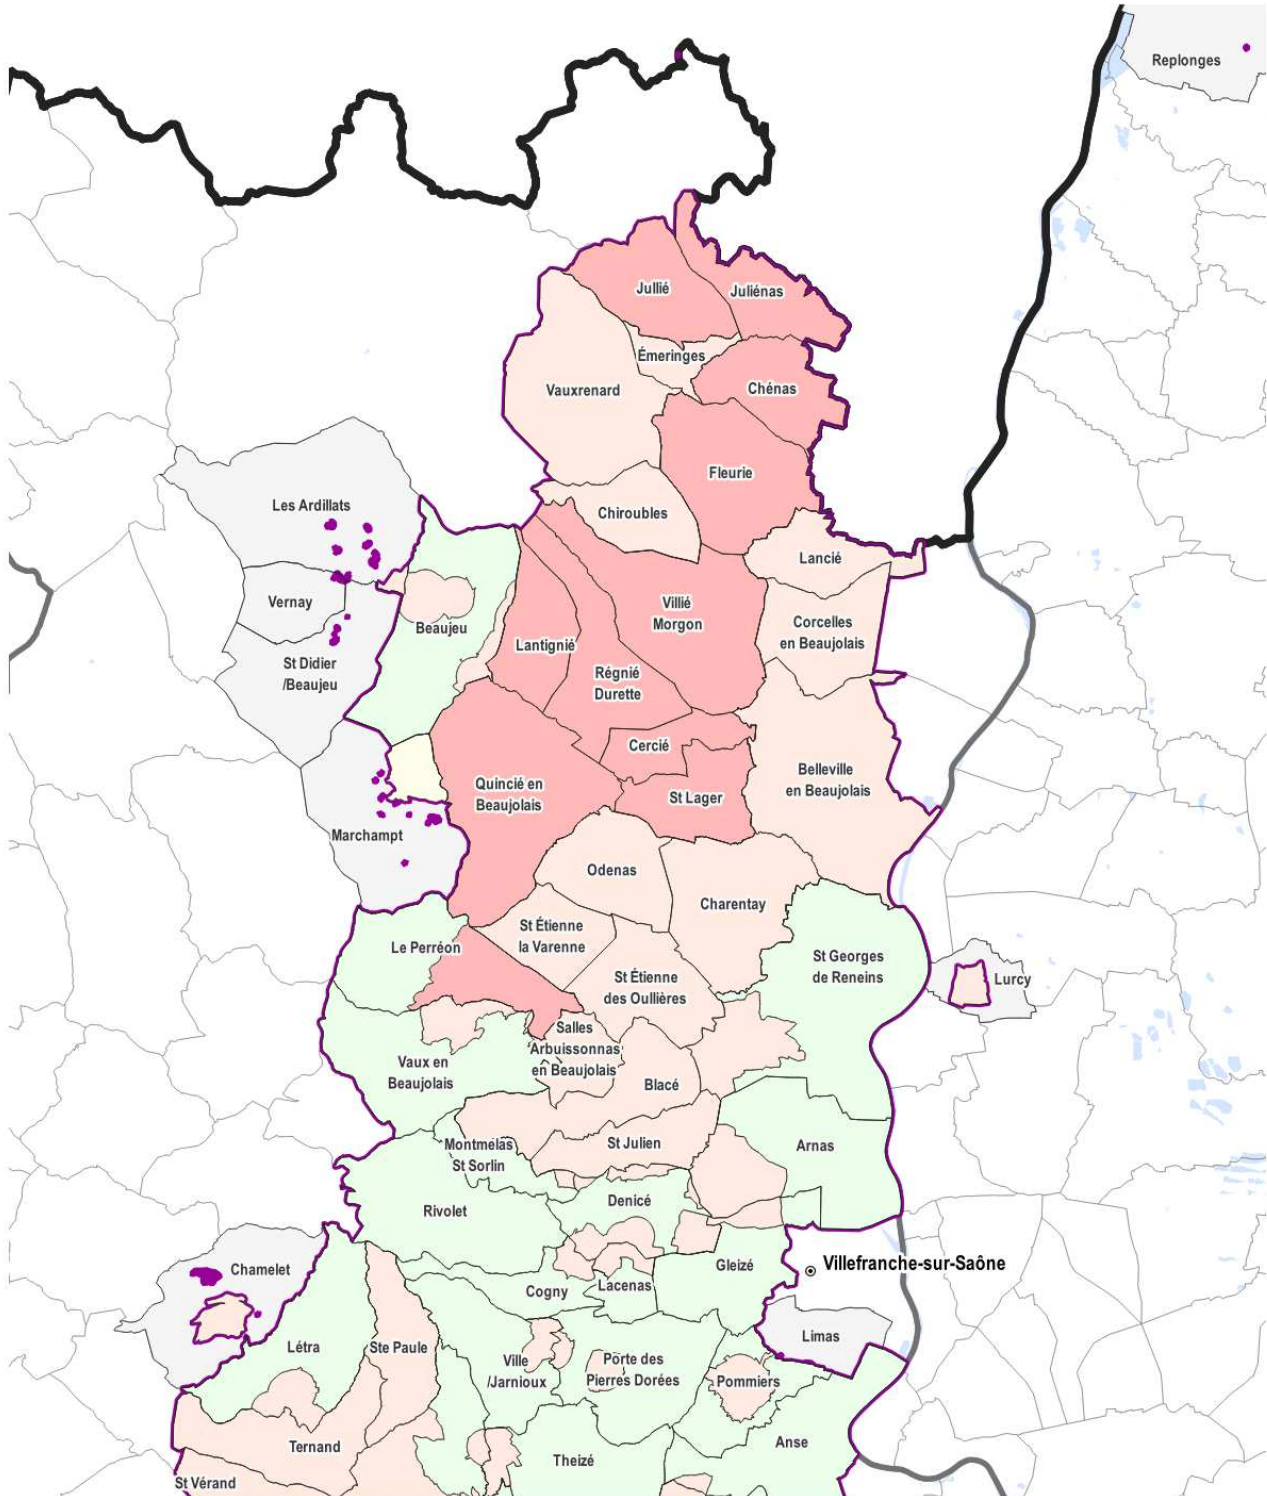 Replonges
Jullié
Juliénas
Émeringes
Vauxrenard
Chénas
Fleurie
Les Ardillats
Chiroubles
Lancié
Vernay
Villié
Morgon
Corcelles
en Beaujolais
Beaujeu
Lantignié
St Didier
/Beaujeu
Régnié
Durette
Cercié
Belleville
en Beaujolais
Quincié en
Beaujolais
St Lager
Marchampt
Odenas
Charentay
St Étienne
la Varenne
Le Perréon
St Georges
de Reneins
St Étienne
des Oullières
Lurcy
Salles
Arbuissonnas
en Beaujolais
Vaux en
Beaujolais
Blacé
Montmelas
St Sorlin
St Julien
Arnas
Denicé
Rivolet
Chamelet
Gleizé
Villefranche-sur-Saône
Cogny
Lacenas
Limas
Létra
Ste Paule
Ville
/Jarnioux
Porte des
Pierres Dorées
Pommiers
Ternand
Anse
Theizé
St Vérand